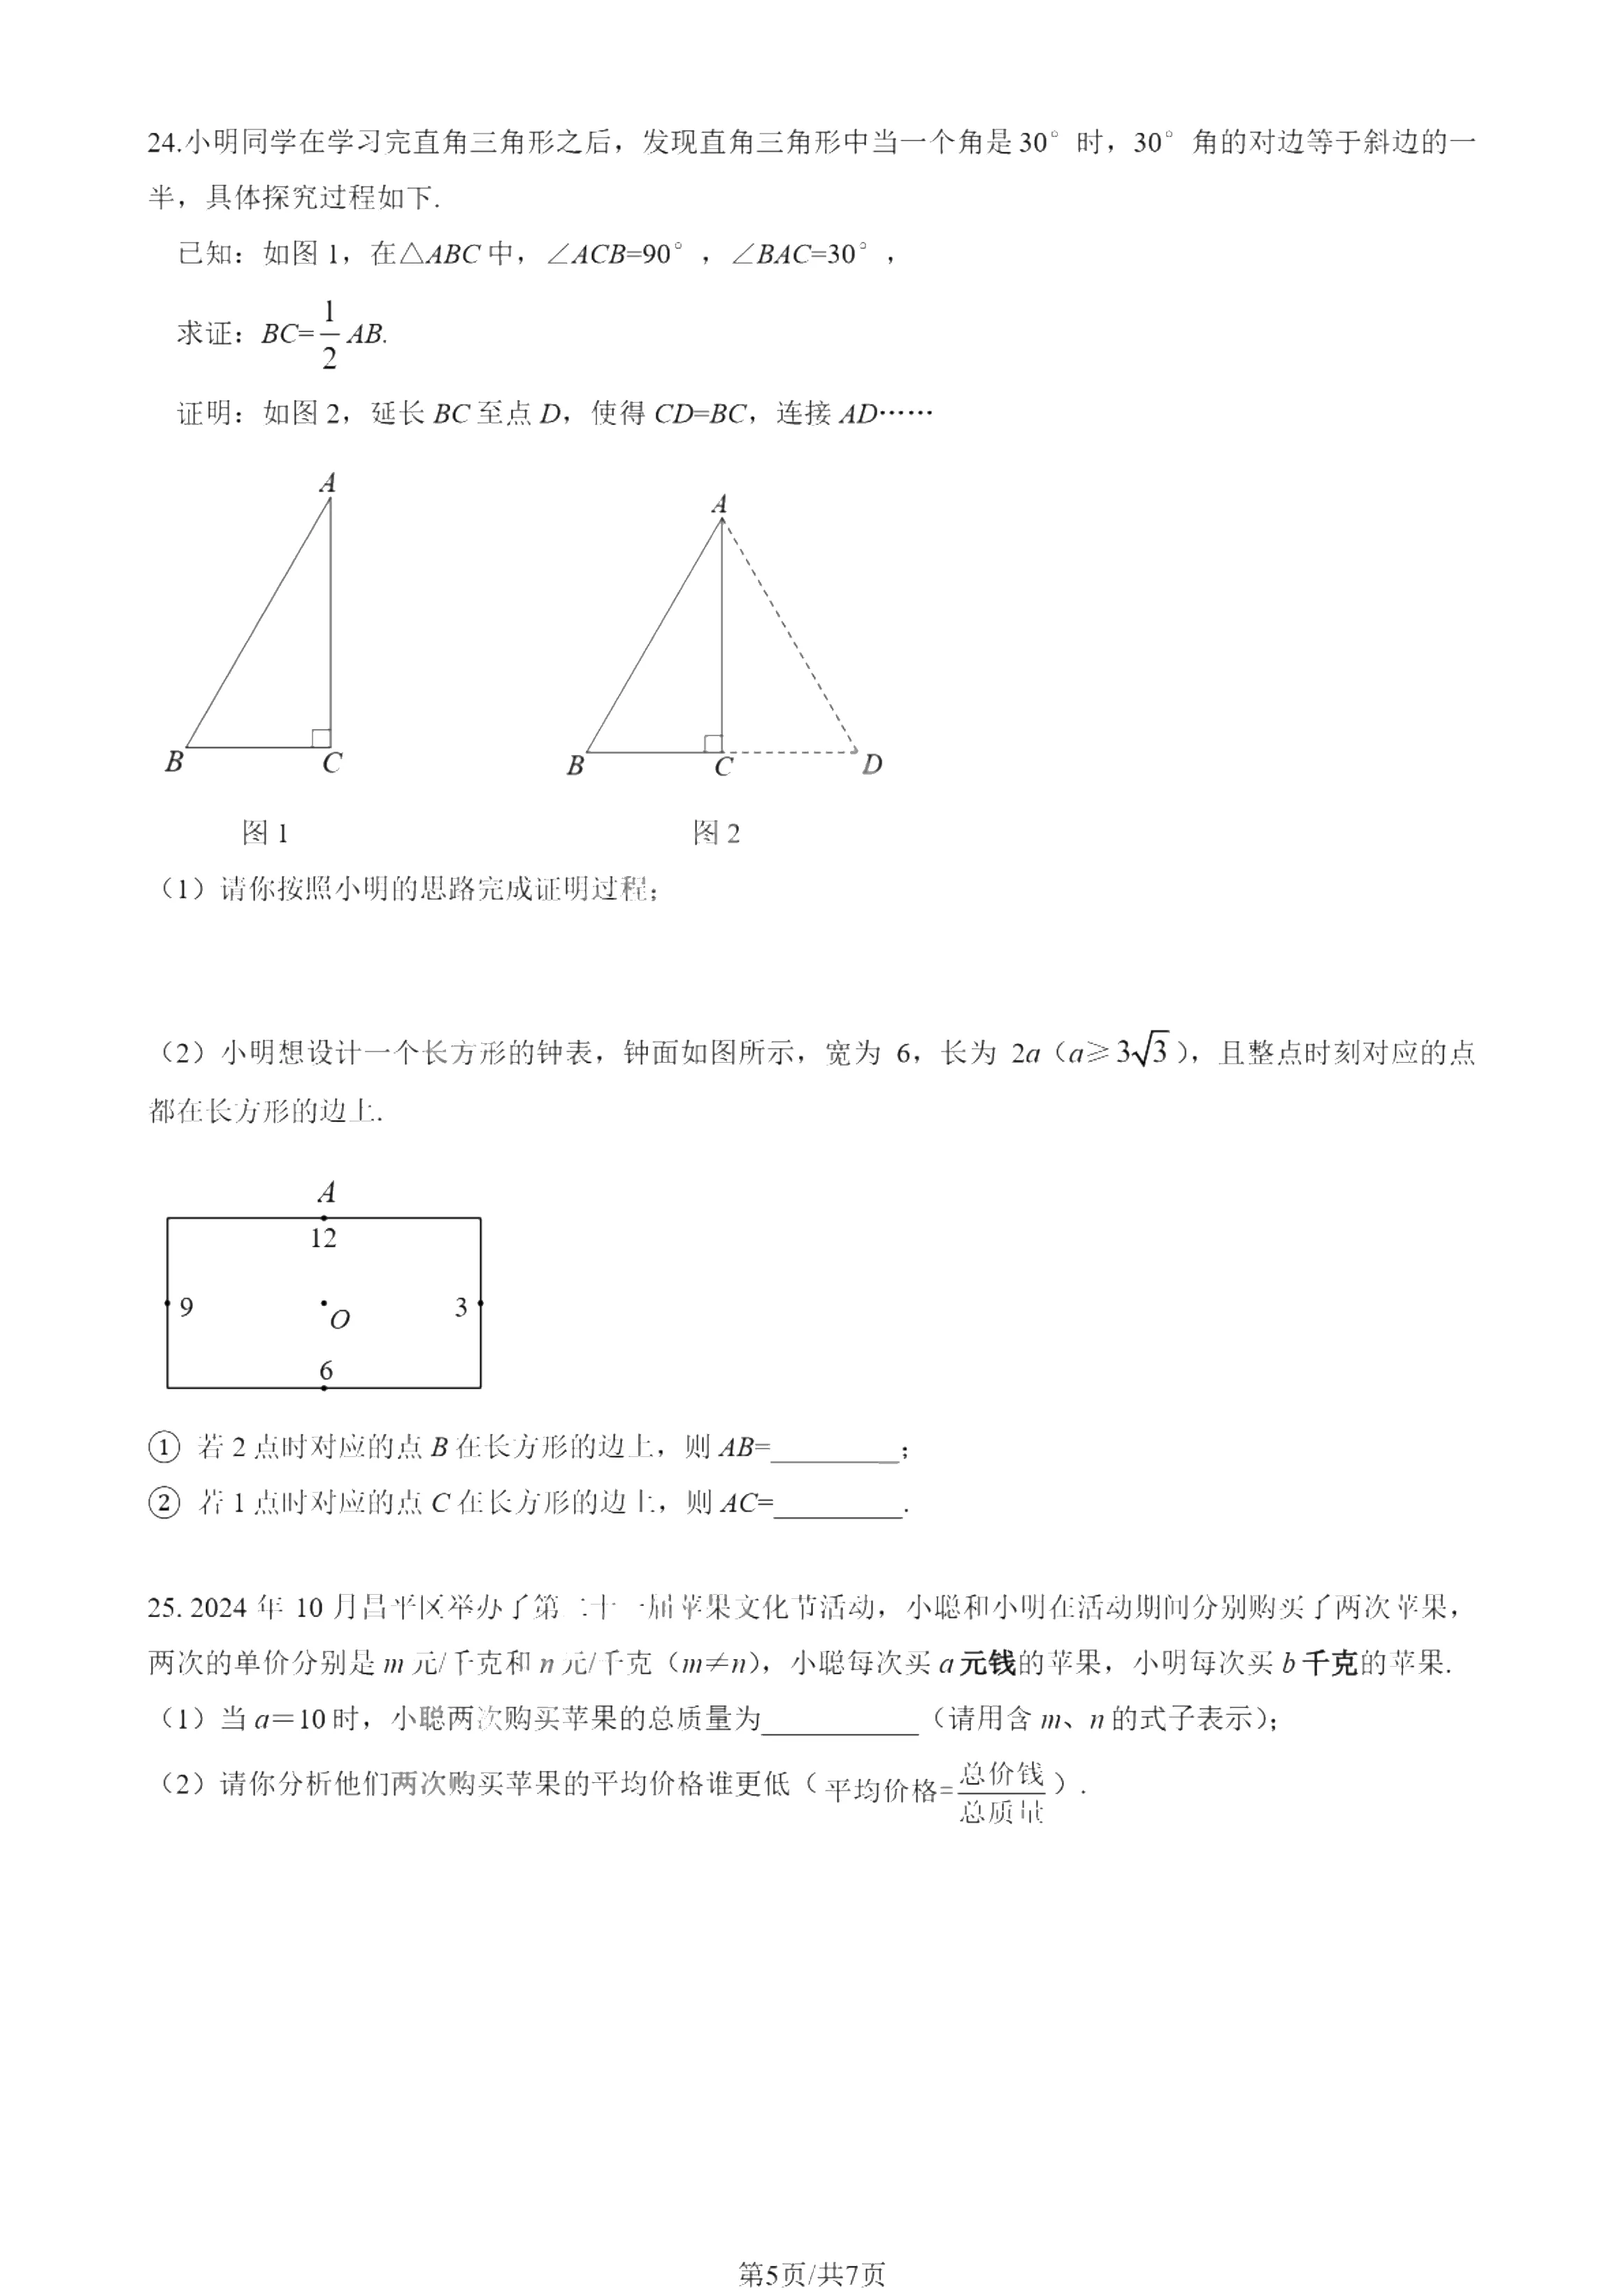 24.小明同学在学习完直角三角形之后，发现直角三角形中当一个角是30°时，30°角的对边等于斜边的一
半，具体探究过程如下.
已知：如图1，在△ABC中，∠ACB=90°，∠BAC=30°，
求证：BC=$\frac{1}{2}$AB.
证明：如图2，延长BC至点D，使得CD=BC，连接AD……
A
B
C
A
B
C
D
图1
图2
（1）请你按照小明的思路完成证明过程；
（2）小明想设计一个长方形的钟表，钟面如图所示，宽为6，长为2a（a≥3√3），且整点时刻对应的点
都在长方形的边上.
A
12
9
O
3
6
① 若2点时对应的点B在长方形的边上，则AB=_________；
② 若1点时对应的点C在长方形的边上，则AC=_________.
25. 2024年10月昌平区举办了第二十一届苹果文化节活动，小聪和小明在活动期间分别购买了两次苹果，
两次的单价分别是m元/千克和n元/千克（m≠n），小聪每次买a元钱的苹果，小明每次买b千克的苹果.
（1）当a＝10时，小聪两次购买苹果的总质量为___________（请用含m、n的式子表示）；
（2）请你分析他们两次购买苹果的平均价格谁更低（平均价格=$\frac{总价钱}{总质量}$）.
第5页/共7页